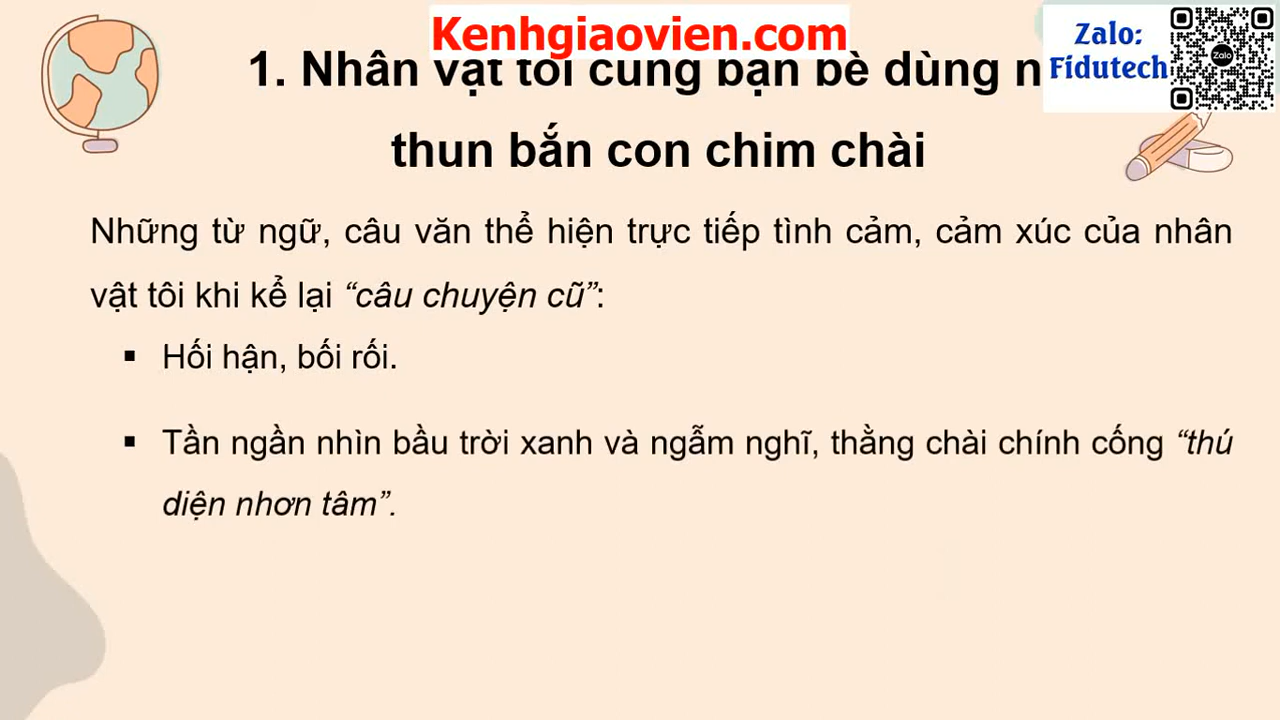 Kenhgiaovien.com
Zalo:
Fidutech
Zalo
1. Nhân vật tôi cùng bạn bè dùng
thun bắn con chim chài
Những từ ngữ, câu văn thể hiện trực tiếp tình cảm, cảm xúc của nhân
vật tôi khi kể lại “câu chuyện cũ”:
▪ Hối hận, bối rối.
▪ Tần ngần nhìn bầu trời xanh và ngẫm nghĩ, thằng chài chính cống “thú
diện nhơn tâm”.